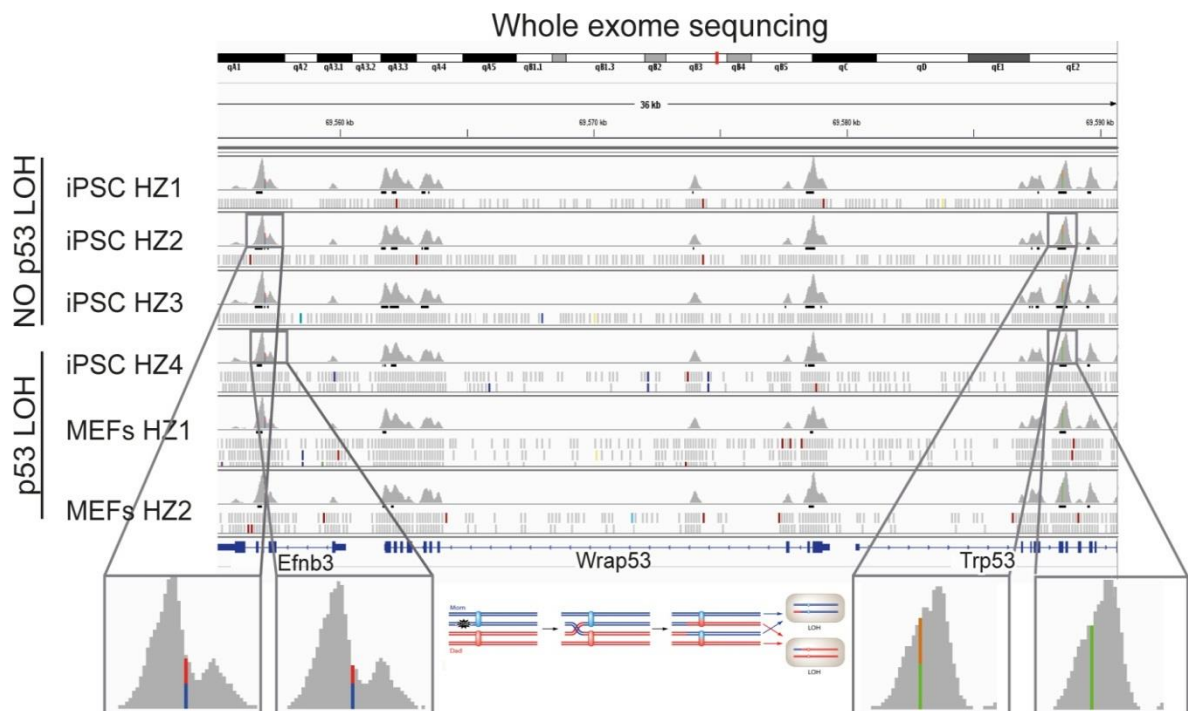 Whole exome sequncing
qA1 qA2 qA3.1 qA3.2 qA3.3 qA4 qA5 qB1.1 qB1.3 qB2 qB3 qB4 qB5 qC qD qE1 qE2
36 kb
69,560 kb 69,570 kb 69,580 kb 69,590 kb
NO p53 LOH
iPSC HZ1
iPSC HZ2
iPSC HZ3
p53 LOH
iPSC HZ4
MEFs HZ1
MEFs HZ2
Efnb3 Wrap53 Trp53
Mom
Dad
LOH
LOH